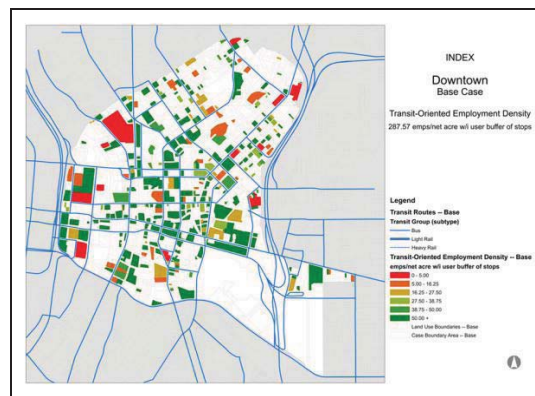 INDEX
Downtown
Base Case
Transit-Oriented Employment Density
287.57 emps/net acre w/i user buffer of stops
Legend
Transit Routes -- Base
Transit Group (subtype)
Bus
Light Rail
Heavy Rail
Transit-Oriented Employment Density -- Base
emps/net acre w/i user buffer of stops
0 - 5.00
5.00 - 16.25
16.25 - 27.50
27.50 - 38.75
38.75 - 50.00
50.00 +
Land Use Boundaries -- Base
Case Boundary Area -- Base